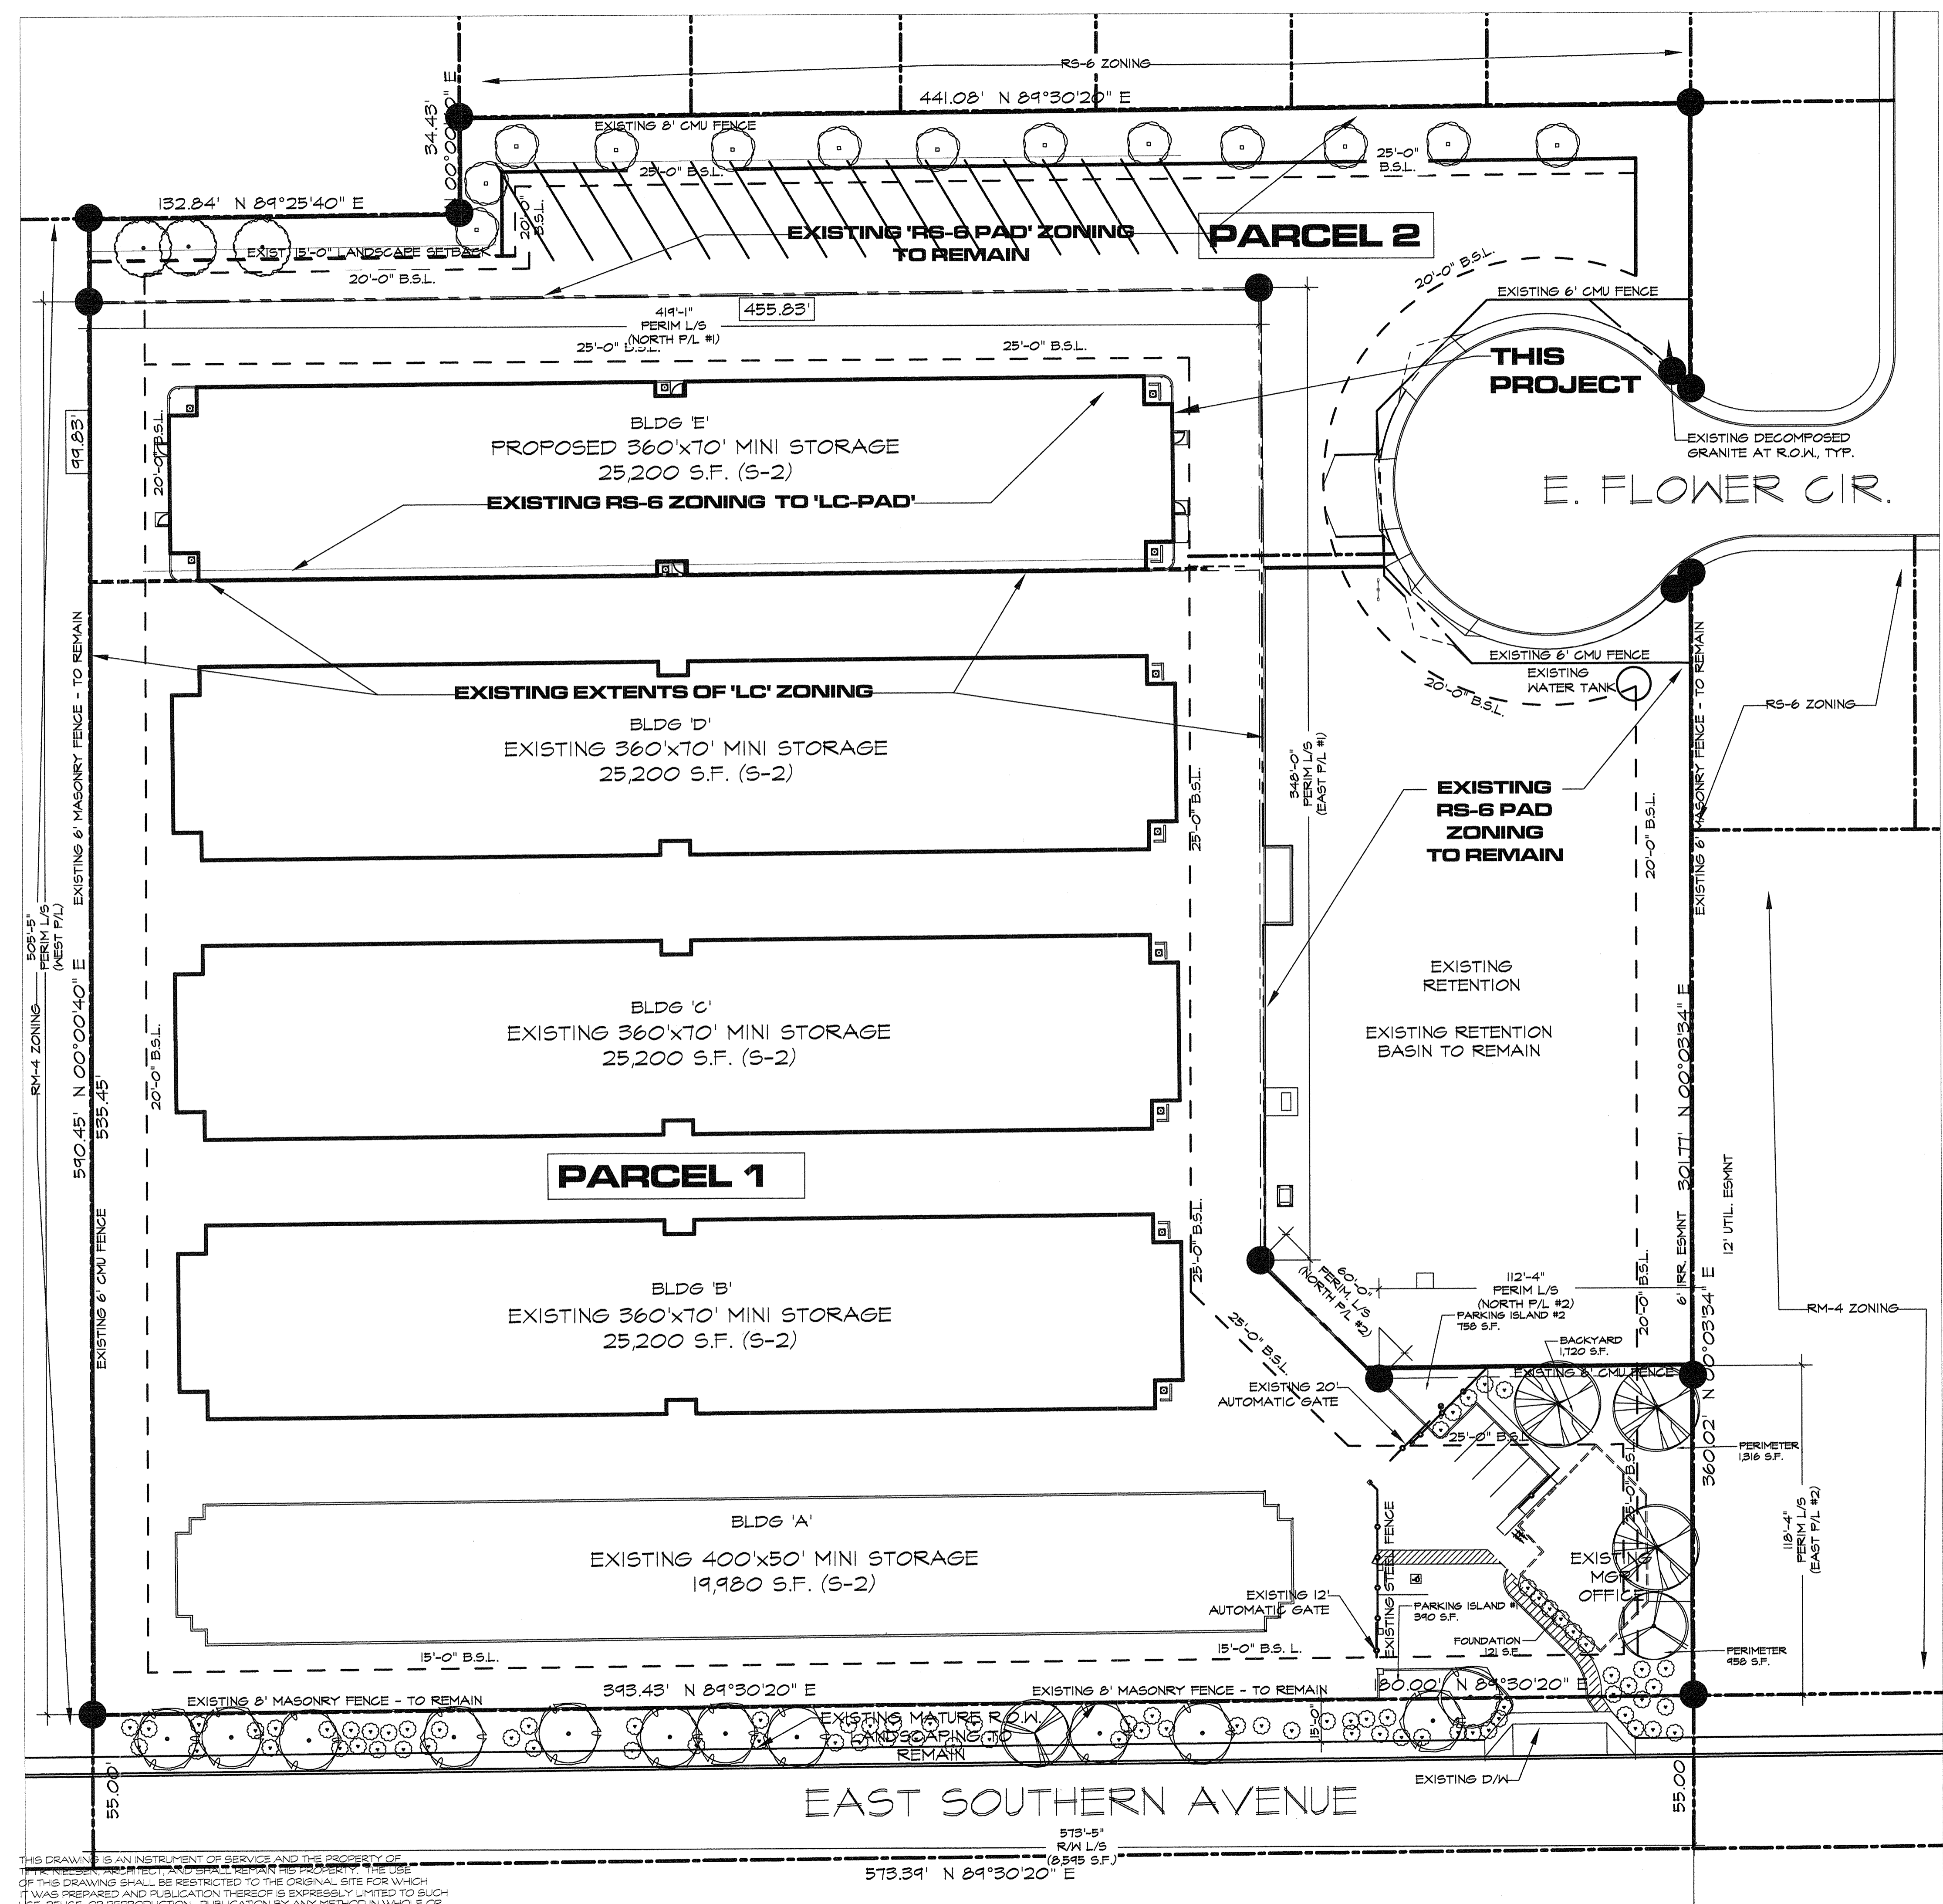 RS-6 ZONING
441.08' N 89°30'20" E
34.43'
EXISTING 8' CMU FENCE
25'-0" B.S.L.
25'-0"
B.S.L.
132.84' N 89°25'40" E
20'-0"
B.S.L.
EXIST. 15'-0" LANDSCAPE SETBACK
20'-0" B.S.L.
EXISTING 'RS-6 PAD' ZONING
TO REMAIN
PARCEL 2
20'-0" B.S.L.
EXISTING 6' CMU FENCE
455.83'
419'-1"
PERIM L/S
(NORTH P/L #1)
25'-0" B.S.L.
25'-0" B.S.L.
THIS
PROJECT
99.83'
20'-0" B.S.L.
BLDG 'E'
PROPOSED 360'x70' MINI STORAGE
25,200 S.F. (S-2)
EXISTING RS-6 ZONING TO 'LC-PAD'
EXISTING DECOMPOSED
GRANITE AT R.O.W., TYP.
E. FLOWER CIR.
EXISTING 6' MASONRY FENCE - TO REMAIN
EXISTING EXTENTS OF 'LC' ZONING
BLDG 'D'
EXISTING 360'x70' MINI STORAGE
25,200 S.F. (S-2)
EXISTING 6' CMU FENCE
EXISTING
WATER TANK
20'-0" B.S.L.
EXISTING 6' MASONRY FENCE - TO REMAIN
RS-6 ZONING
348'-0"
PERIM L/S
(EAST P/L #1)
25'-0" B.S.L.
EXISTING
RS-6 PAD
ZONING
TO REMAIN
20'-0" B.S.L.
505'-5"
PERIM L/S
(WEST P/L)
RM-4 ZONING
590.45' N 00°00'40" E
535.45'
20'-0" B.S.L.
BLDG 'C'
EXISTING 360'x70' MINI STORAGE
25,200 S.F. (S-2)
EXISTING
RETENTION
EXISTING RETENTION
BASIN TO REMAIN
301.77' N 00°03'34" E
PARCEL 1
EXISTING 6' CMU FENCE
25'-0" B.S.L.
6' IRR. ESMNT
12' UTIL. ESMNT
20'-0" B.S.L.
BLDG 'B'
EXISTING 360'x70' MINI STORAGE
25,200 S.F. (S-2)
60'-0"
PERIM. L/S
(NORTH P/L #2)
112'-4"
PERIM L/S
(NORTH P/L #2)
PARKING ISLAND #2
758 S.F.
BACKYARD
1,720 S.F.
RM-4 ZONING
25'-0" B.S.L.
EXISTING 6' CMU FENCE
360.02' N 00°03'34" E
EXISTING 20'
AUTOMATIC GATE
25'-0" B.S.L.
25'-0" B.S.L.
PERIMETER
1,316 S.F.
118'-4"
PERIM L/S
(EAST P/L #2)
BLDG 'A'
EXISTING 400'x50' MINI STORAGE
19,980 S.F. (S-2)
EXISTING STEEL FENCE
EXISTING
MGR
OFFICE
EXISTING 12'
AUTOMATIC GATE
PARKING ISLAND #1
390 S.F.
FOUNDATION
121 S.F.
PERIMETER
958 S.F.
15'-0" B.S.L.
15'-0" B.S. L.
393.43' N 89°30'20" E
180.00' N 89°30'20" E
EXISTING 8' MASONRY FENCE - TO REMAIN
EXISTING 8' MASONRY FENCE - TO REMAIN
EXISTING MATURE R.O.W.
LANDSCAPING TO
REMAIN
15'-0"
55.00'
55.00'
EXISTING D/W
EAST SOUTHERN AVENUE
573'-5"
R/W L/S
(8,595 S.F.)
573.39' N 89°30'20" E
THIS DRAWING IS AN INSTRUMENT OF SERVICE AND THE PROPERTY OF
NIELSEN, ARCHITECT, AND SHALL REMAIN HIS PROPERTY. THE USE
OF THIS DRAWING SHALL BE RESTRICTED TO THE ORIGINAL SITE FOR WHICH
IT WAS PREPARED AND PUBLICATION THEREOF IS EXPRESSLY LIMITED TO SUCH